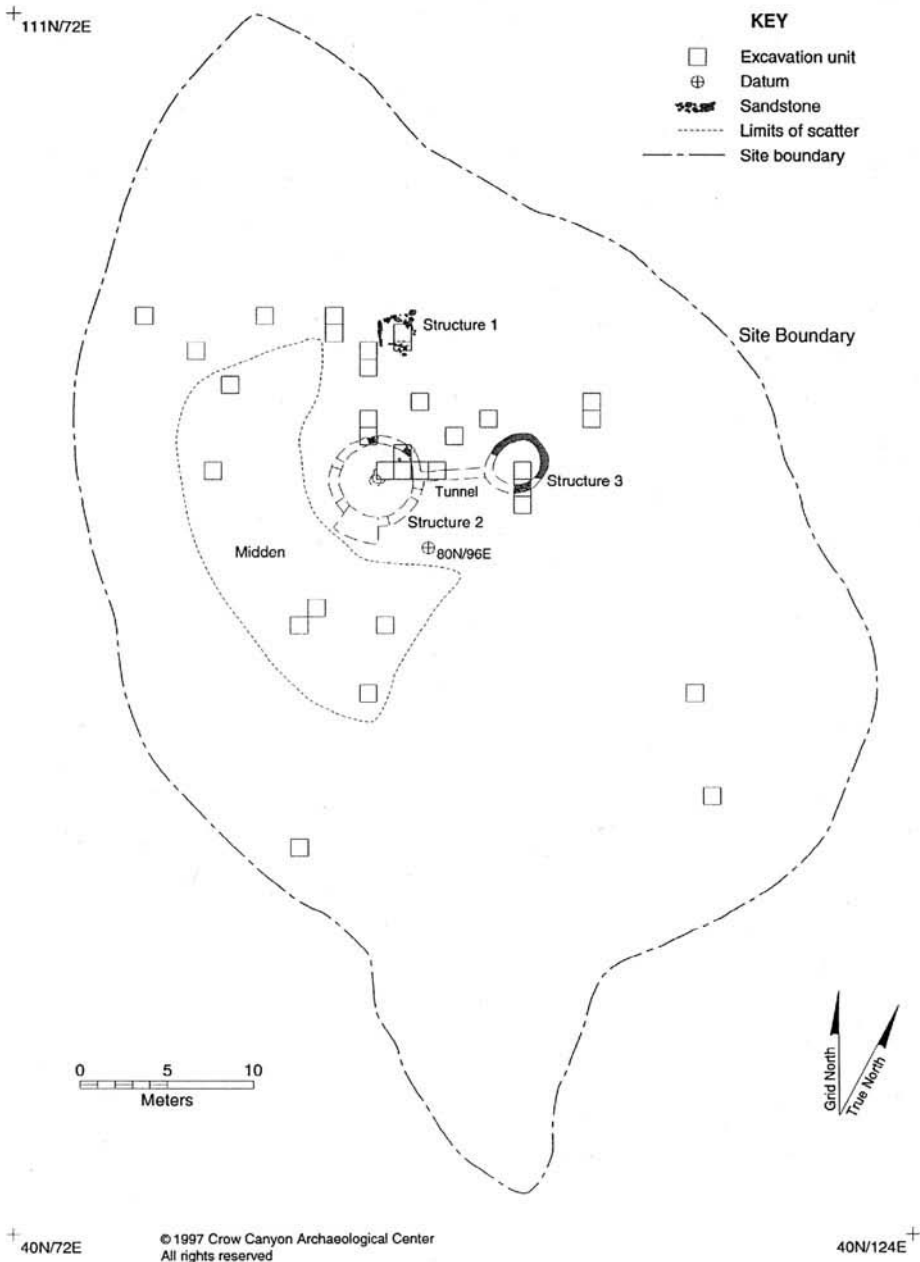 111N/72E
KEY
Excavation unit
Datum
Sandstone
Limits of scatter
Site boundary
Structure 1
Site Boundary
Structure 3
Tunnel
Structure 2
Midden
80N/96E
0 5 10
Meters
Grid North
True North
40N/72E
© 1997 Crow Canyon Archaeological Center
All rights reserved
40N/124E